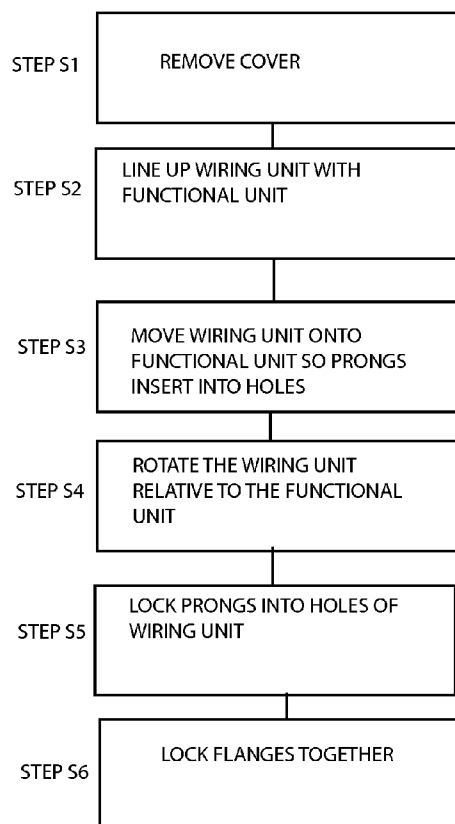 STEP S1
REMOVE COVER
STEP S2
LINE UP WIRING UNIT WITH
FUNCTIONAL UNIT
STEP S3
MOVE WIRING UNIT ONTO
FUNCTIONAL UNIT SO PRONGS
INSERT INTO HOLES
STEP S4
ROTATE THE WIRING UNIT
RELATIVE TO THE FUNCTIONAL
UNIT
STEP S5
LOCK PRONGS INTO HOLES OF
WIRING UNIT
STEP S6
LOCK FLANGES TOGETHER